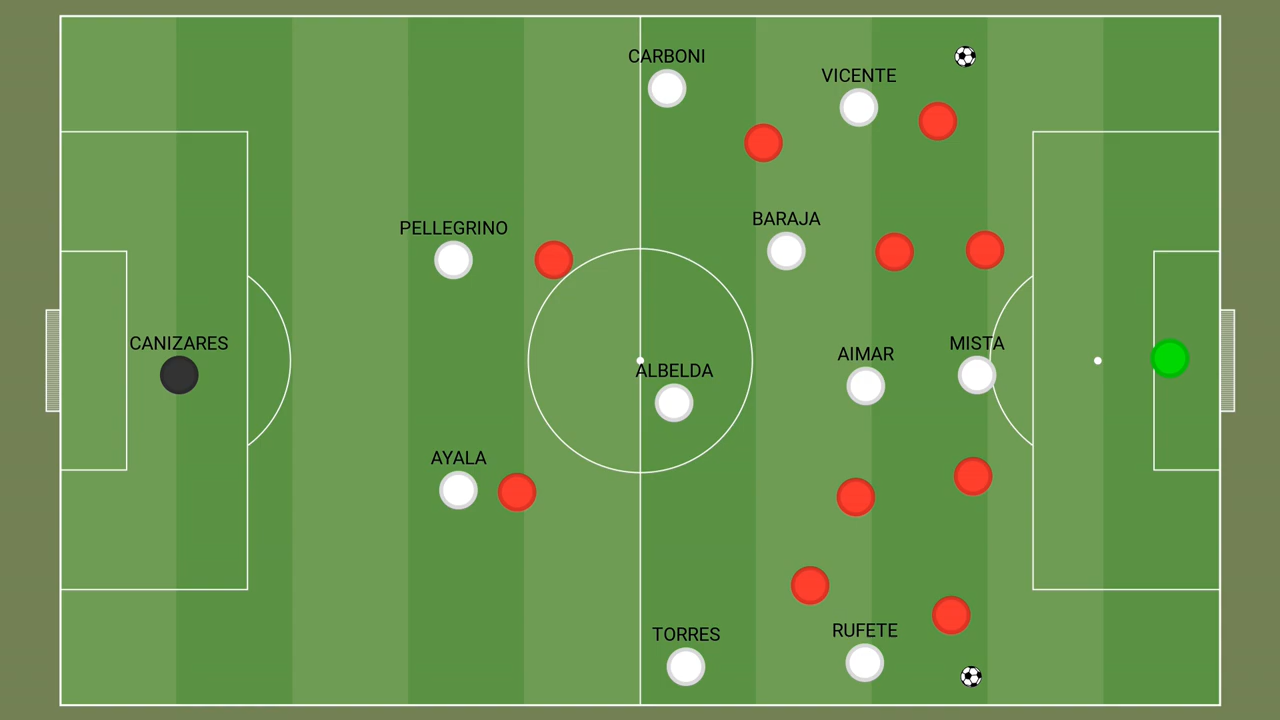 CARBONI
VICENTE
BARAJA
PELLEGRINO
CANIZARES
MISTA
AIMAR
ALBELDA
AYALA
RUFETE
TORRES